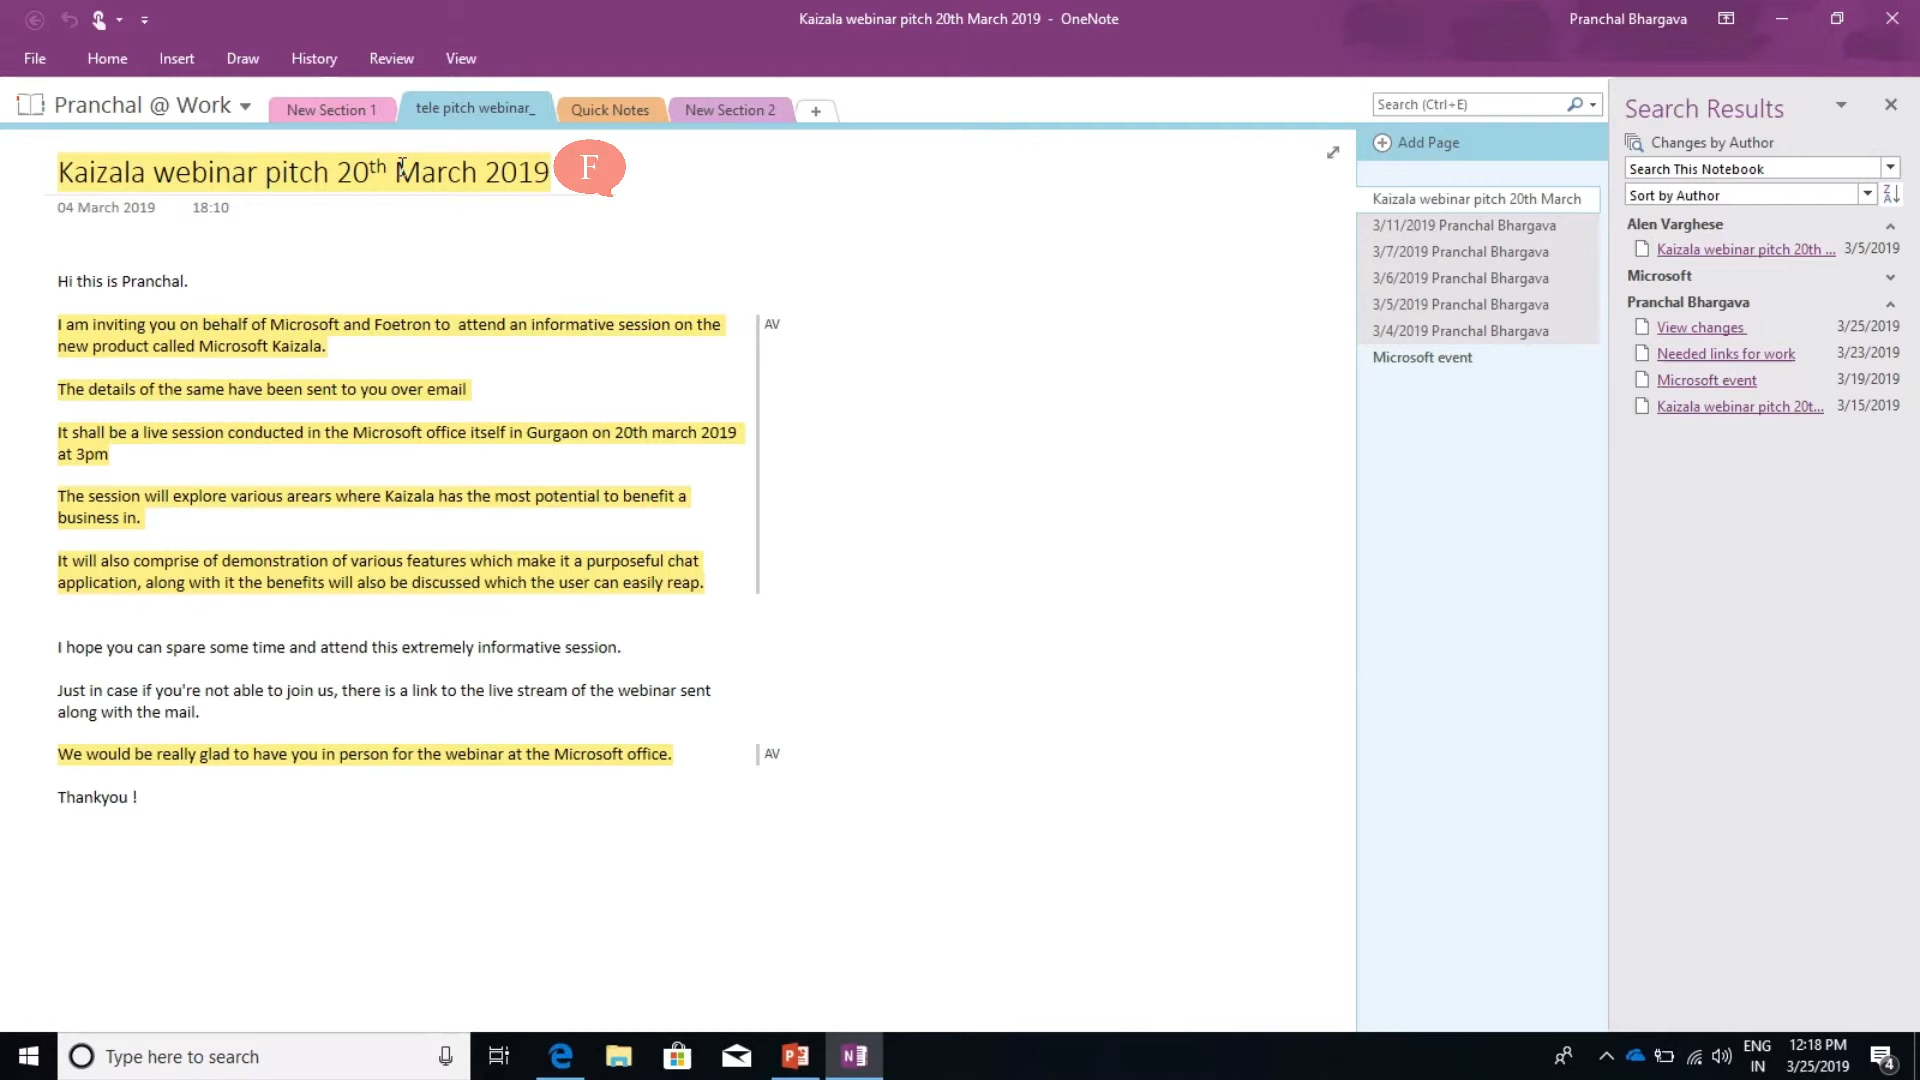 Kaizala webinar pitch 20th March 2019 - OneNote
Pranchal Bhargava
File Home Insert Draw History Review View
Pranchal @ Work
New Section 1
tele pitch webinar_
Quick Notes
New Section 2
+
Search (Ctrl+E)
Kaizala webinar pitch 20th March 2019
F
04 March 2019 18:10
Hi this is Pranchal.
I am inviting you on behalf of Microsoft and Foetron to attend an informative session on the
new product called Microsoft Kaizala.
AV
The details of the same have been sent to you over email
It shall be a live session conducted in the Microsoft office itself in Gurgaon on 20th march 2019
at 3pm
The session will explore various arears where Kaizala has the most potential to benefit a
business in.
It will also comprise of demonstration of various features which make it a purposeful chat
application, along with it the benefits will also be discussed which the user can easily reap.
I hope you can spare some time and attend this extremely informative session.
Just in case if you're not able to join us, there is a link to the live stream of the webinar sent
along with the mail.
We would be really glad to have you in person for the webinar at the Microsoft office.
AV
Thankyou !
Add Page
Kaizala webinar pitch 20th March
3/11/2019 Pranchal Bhargava
3/7/2019 Pranchal Bhargava
3/6/2019 Pranchal Bhargava
3/5/2019 Pranchal Bhargava
3/4/2019 Pranchal Bhargava
Microsoft event
Search Results
Changes by Author
Search This Notebook
Sort by Author
Alen Varghese
Kaizala webinar pitch 20th ... 3/5/2019
Microsoft
Pranchal Bhargava
View changes 3/25/2019
Needed links for work 3/23/2019
Microsoft event 3/19/2019
Kaizala webinar pitch 20t... 3/15/2019
Type here to search
ENG
IN
12:18 PM
3/25/2019
4